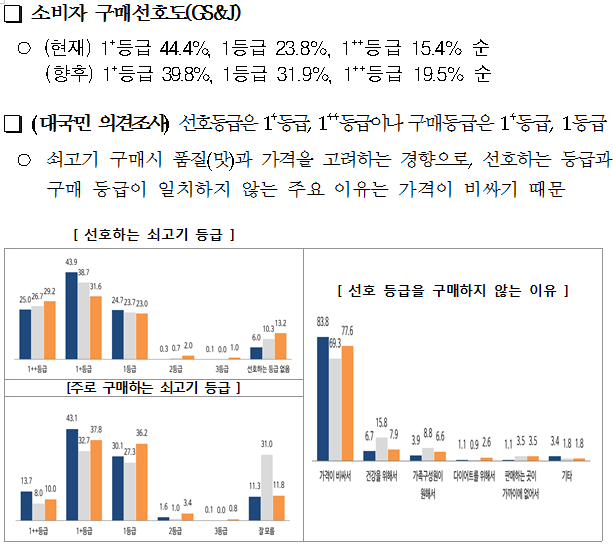 ❑ 소비자 구매선호도(GS&J)
○ (현재) 1⁺등급 44.4%, 1등급 23.8%, 1⁺⁺등급 15.4% 순
(향후) 1⁺등급 39.8%, 1등급 31.9%, 1⁺⁺등급 19.5% 순
❑ (대국민 의견조사) 선호등급은 1⁺등급, 1⁺⁺등급이나 구매등급은 1⁺등급, 1등급
○ 쇠고기 구매시 품질(맛)과 가격을 고려하는 경향으로, 선호하는 등급과
구매 등급이 일치하지 않는 주요 이유는 가격이 비싸기 때문
[ 선호하는 쇠고기 등급 ]
25.0 26.7 29.2 43.9 38.7 31.6 24.7 23.7 23.0 0.3 0.7 2.0 0.1 0.0 1.0 6.0 10.3 13.2
1++등급 1+등급 1등급 2등급 3등급 선호하는 등급 없음
[주로 구매하는 쇠고기 등급 ]
13.7 8.0 10.0 43.1 32.7 37.8 30.1 27.3 36.2 1.6 1.0 3.4 0.1 0.0 0.8 11.3 31.0 11.8
1++등급 1+등급 1등급 2등급 3등급 잘 모름
[ 선호 등급을 구매하지 않는 이유 ]
83.8 69.3 77.6 6.7 15.8 7.9 3.9 8.8 6.6 1.1 0.9 2.6 1.1 3.5 3.5 3.4 1.8 1.8
가격이 비싸서 건강을 위해서 가족구성원이 다이어트를 위해서 판매하는 곳이 기타
원해서 가까이에 없어서